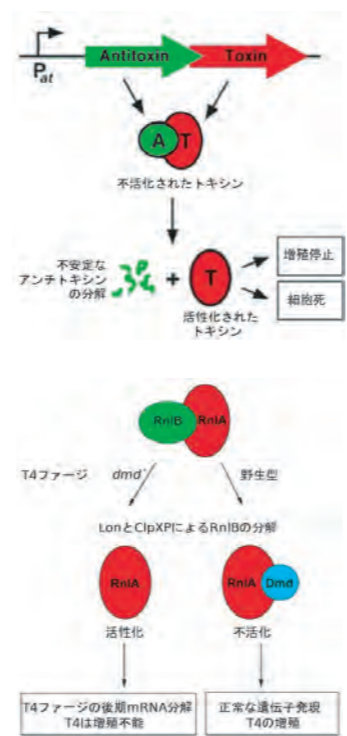 Antitoxin Toxin
Pat
A T
不活化されたトキシン
不安定な
アンチトキシン
の分解
+ T
活性化された
トキシン
増殖停止
細胞死
RnlB RnlA
T4ファージ dmd⁻ 野生型
LonとClpXPによるRnlBの分解
RnlA RnlA Dmd
活性化 不活化
T4ファージの後期mRNA分解
T4は増殖不能
正常な遺伝子発現
T4の増殖